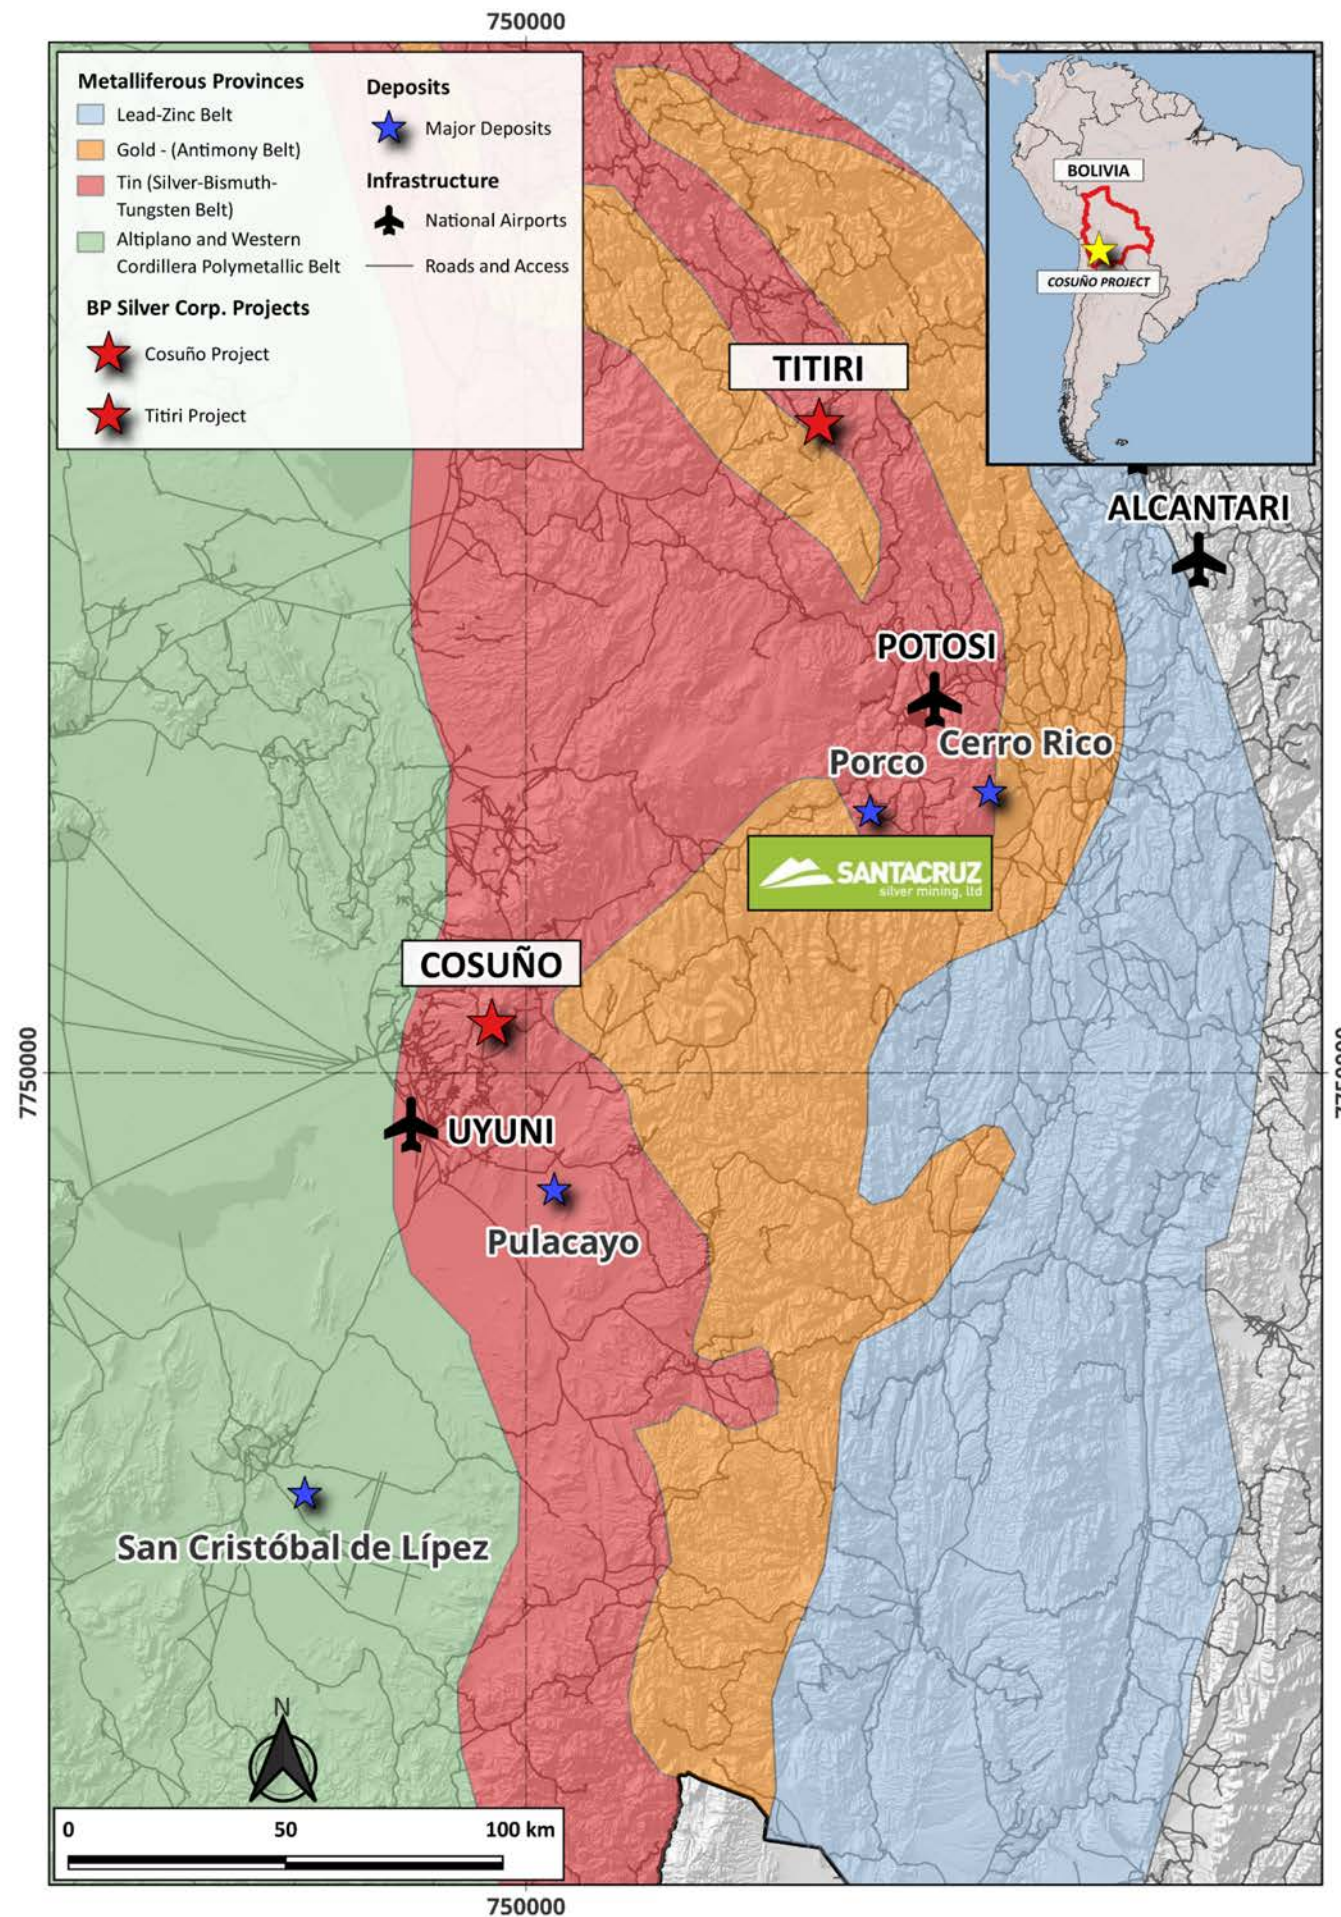 750000
Metalliferous Provinces
Lead-Zinc Belt
Gold - (Antimony Belt)
Tin (Silver-Bismuth-
Tungsten Belt)
Altiplano and Western
Cordillera Polymetallic Belt
BP Silver Corp. Projects
Cosuño Project
Titiri Project
Deposits
Major Deposits
Infrastructure
National Airports
Roads and Access
BOLIVIA
COSUÑO PROJECT
TITIRI
ALCANTARI
POTOSI
Cerro Rico
Porco
SANTACRUZ
silver mining, ltd
COSUÑO
7750000
7750000
UYUNI
Pulacayo
San Cristóbal de Lípez
N
0 50 100 km
750000